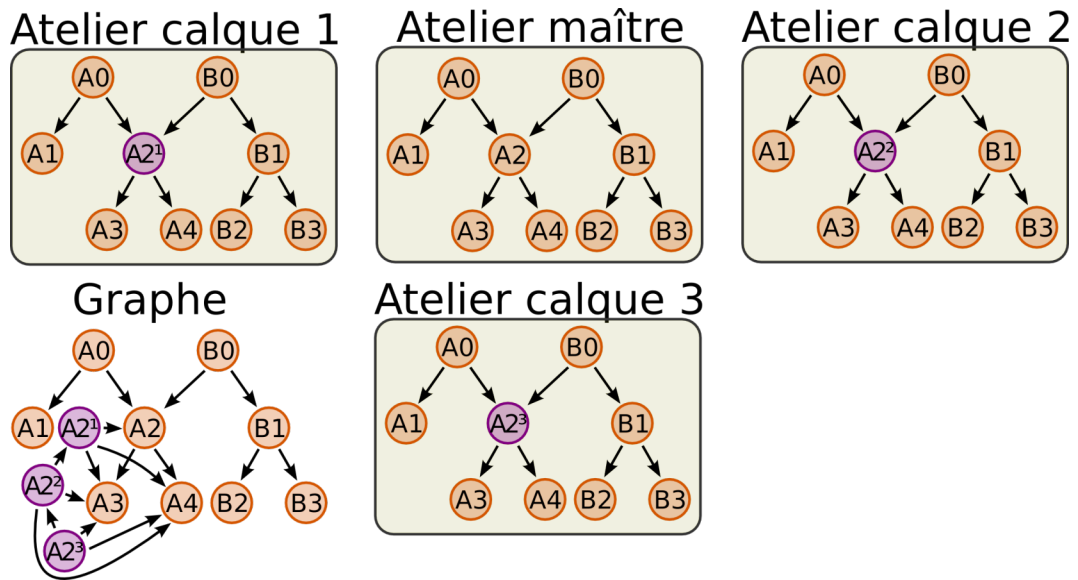 Atelier calque 1
A0 B0
A1 A2¹ B1
A3 A4 B2 B3
Atelier maître
A0 B0
A1 A2 B1
A3 A4 B2 B3
Atelier calque 2
A0 B0
A1 A2² B1
A3 A4 B2 B3
Graphe
A0 B0
A1 A2¹ A2 B1
A2² A3 A4 B2 B3
A2³
Atelier calque 3
A0 B0
A1 A2³ B1
A3 A4 B2 B3